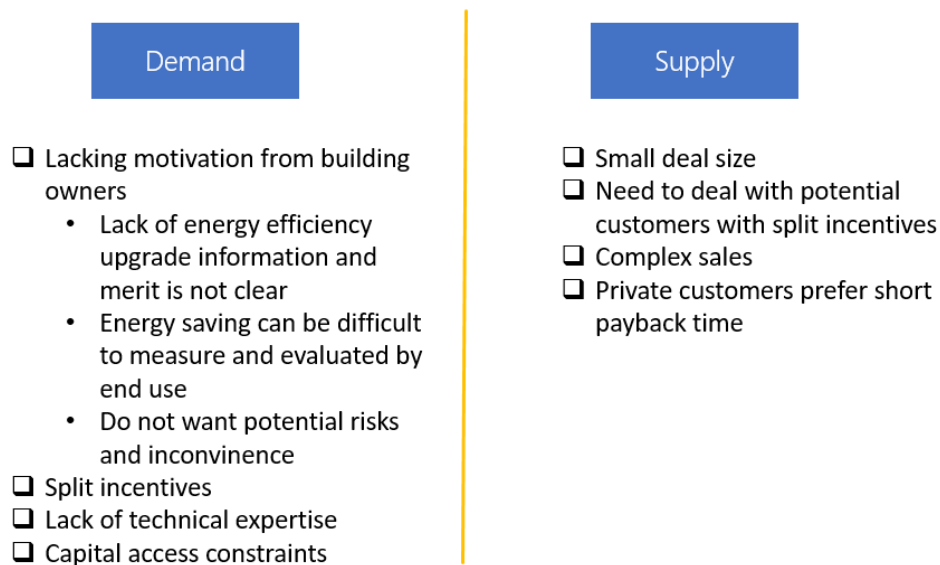 Demand
❑ Lacking motivation from building
owners
• Lack of energy efficiency
upgrade information and
merit is not clear
• Energy saving can be difficult
to measure and evaluated by
end use
• Do not want potential risks
and inconvinence
❑ Split incentives
❑ Lack of technical expertise
❑ Capital access constraints
Supply
❑ Small deal size
❑ Need to deal with potential
customers with split incentives
❑ Complex sales
❑ Private customers prefer short
payback time